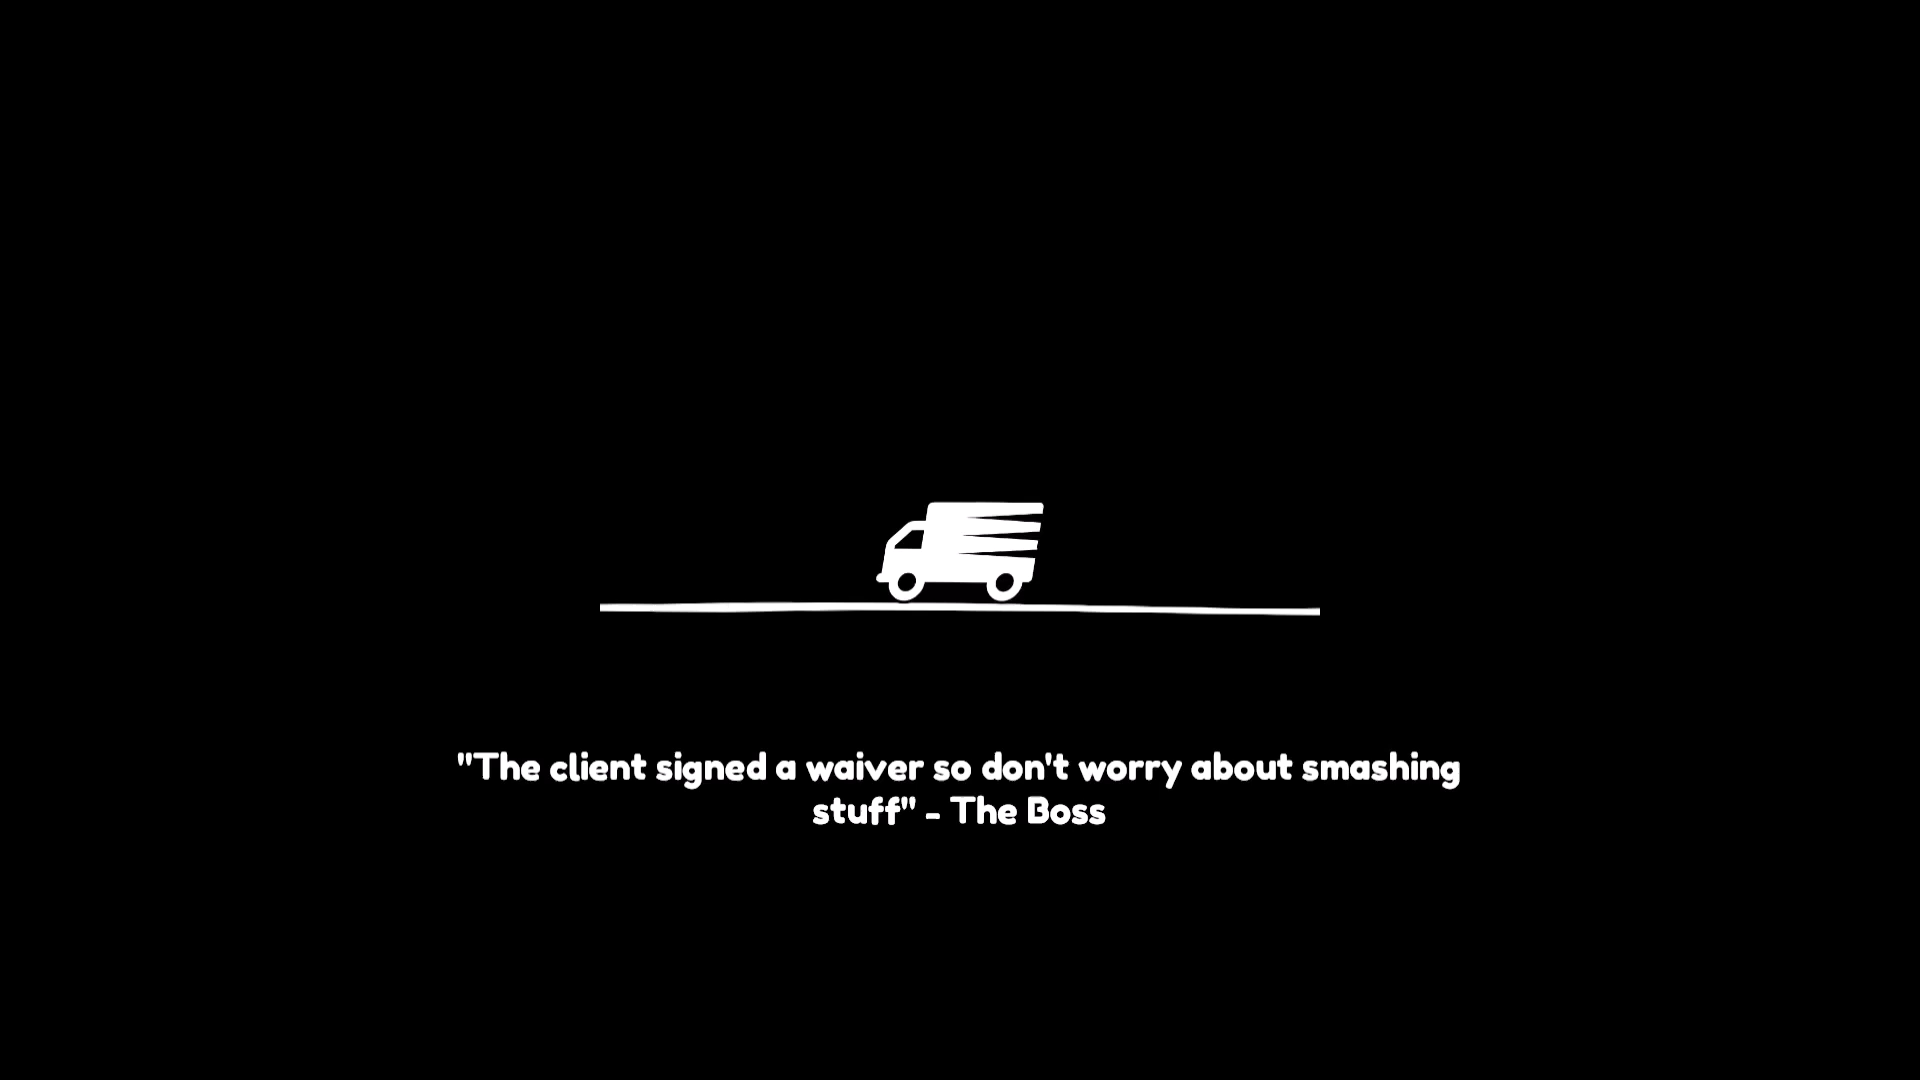 "The client signed a waiver so don't worry about smashing
stuff" - The Boss